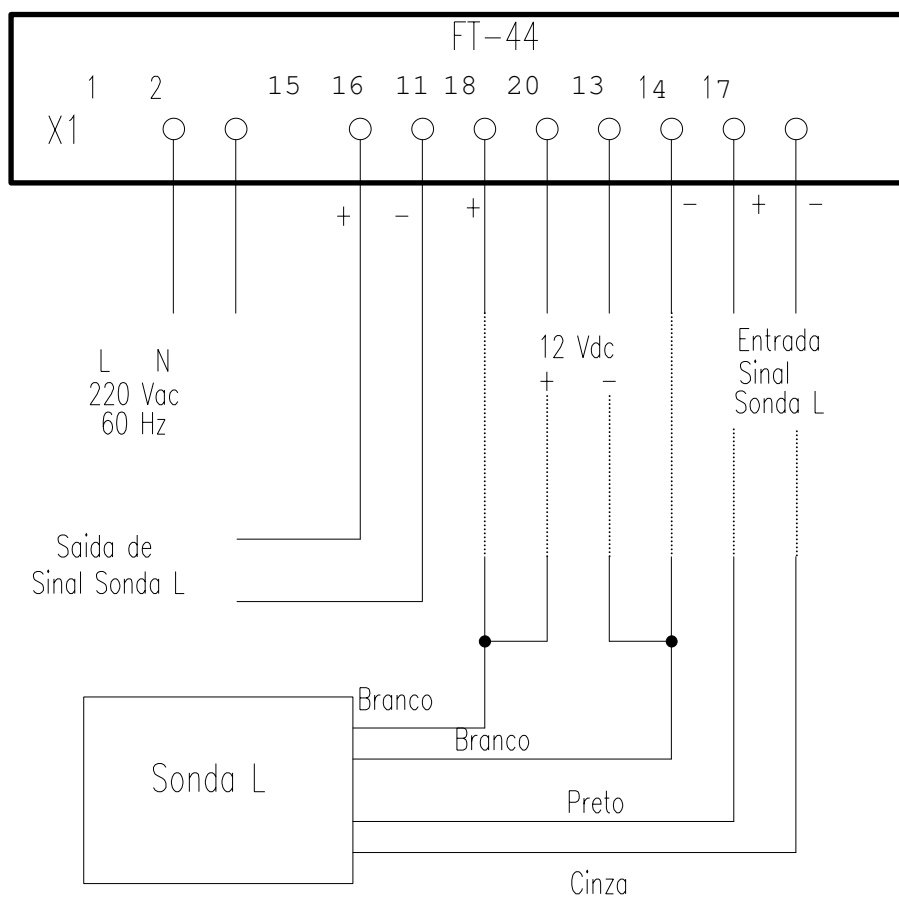 FT-44
1 2 15 16 11 18 20 13 14 17
X1
+ - + - + -
12 Vdc
+ -
Entrada
Sinal
Sonda L
L N
220 Vac
60 Hz
Saida de
Sinal Sonda L
Branco
Branco
Sonda L
Preto
Cinza